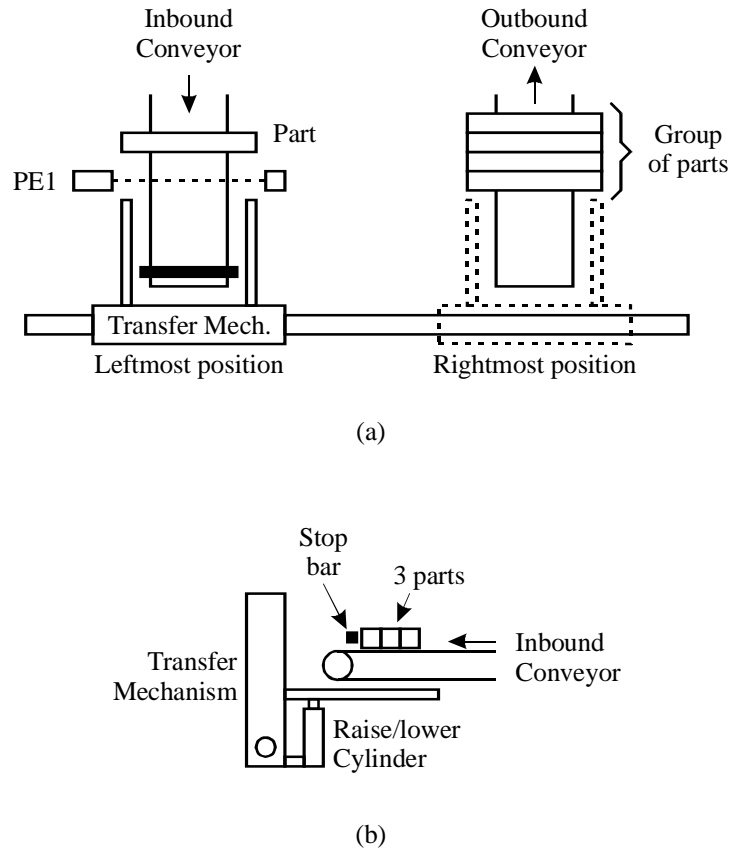 Inbound
Conveyor
Outbound
Conveyor
Part
Group
of parts
PE1
Transfer Mech.
Leftmost position
Rightmost position
(a)
Stop
bar
3 parts
Inbound
Conveyor
Transfer
Mechanism
Raise/lower
Cylinder
(b)